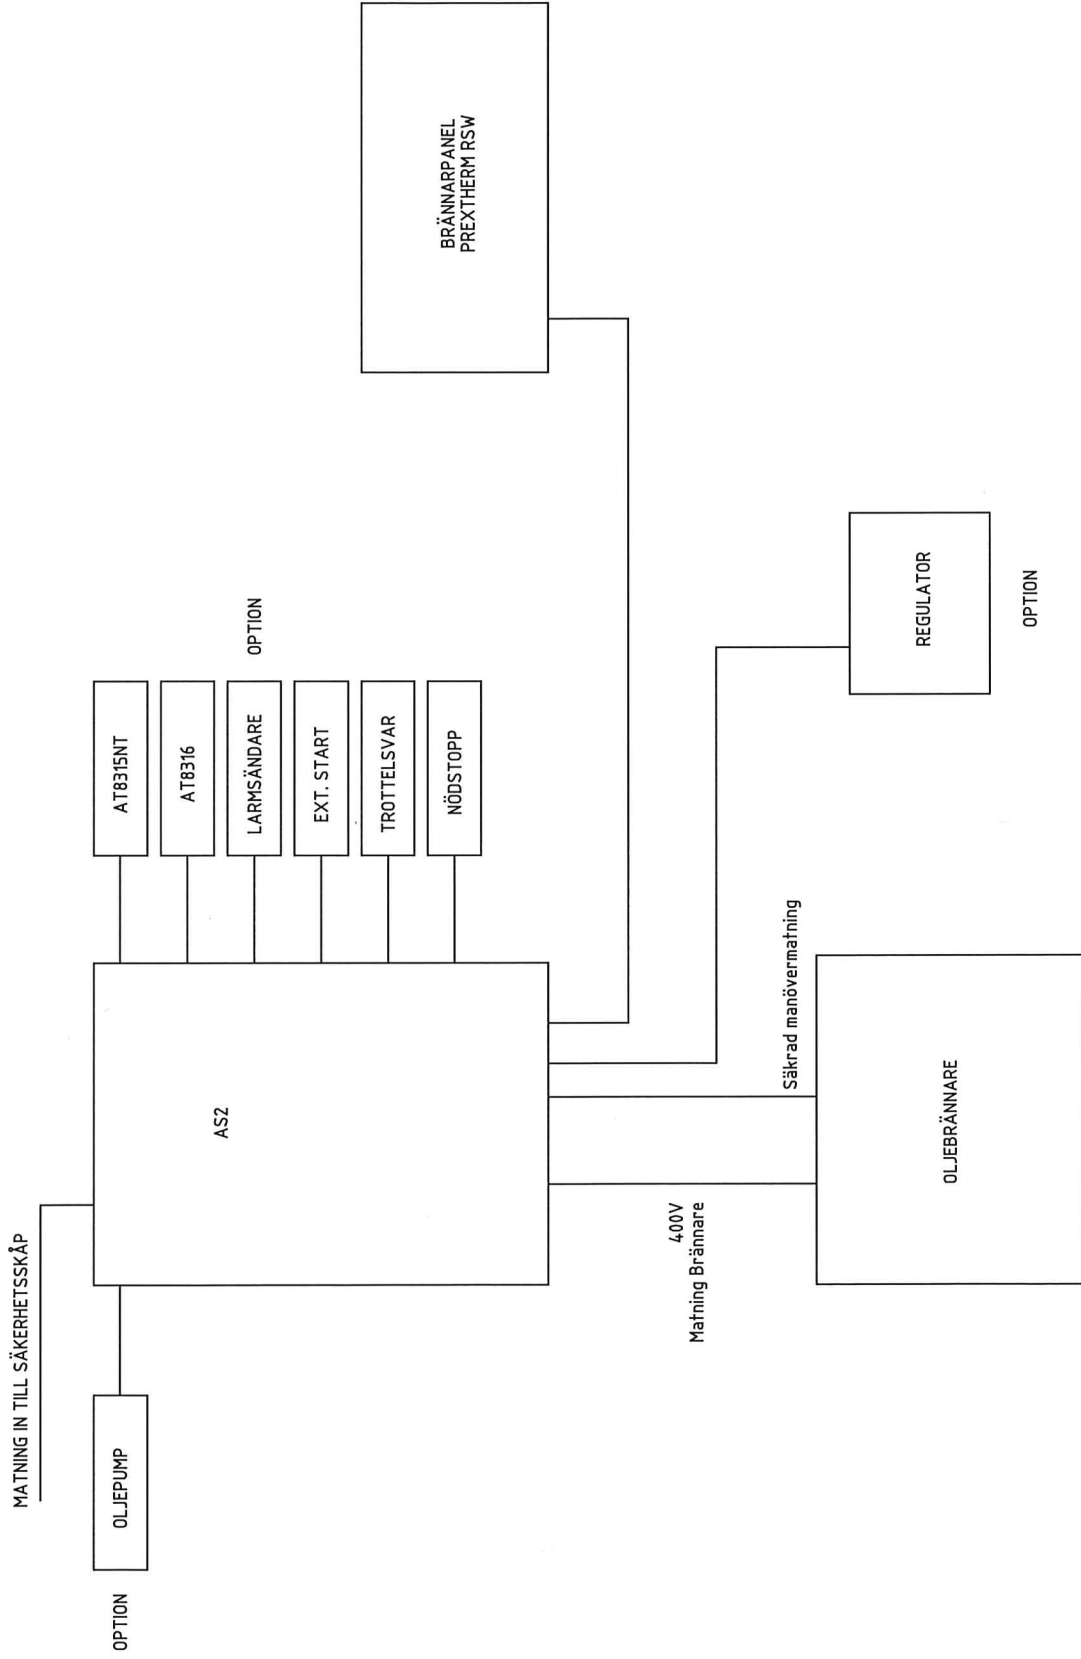 MATNING IN TILL SÄKERHETSSKÅP
OPTION
OLJEPUMP
AS2
AT8315NT
AT8316
LARMSÄNDARE
OPTION
EXT. START
TROTTELSVAR
NÖDSTOPP
BRÄNNARPANEL
PREXTHERM RSW
400V
Matning Brännare
Säkrad manövermatning
OLJEBRÄNNARE
REGULATOR
OPTION